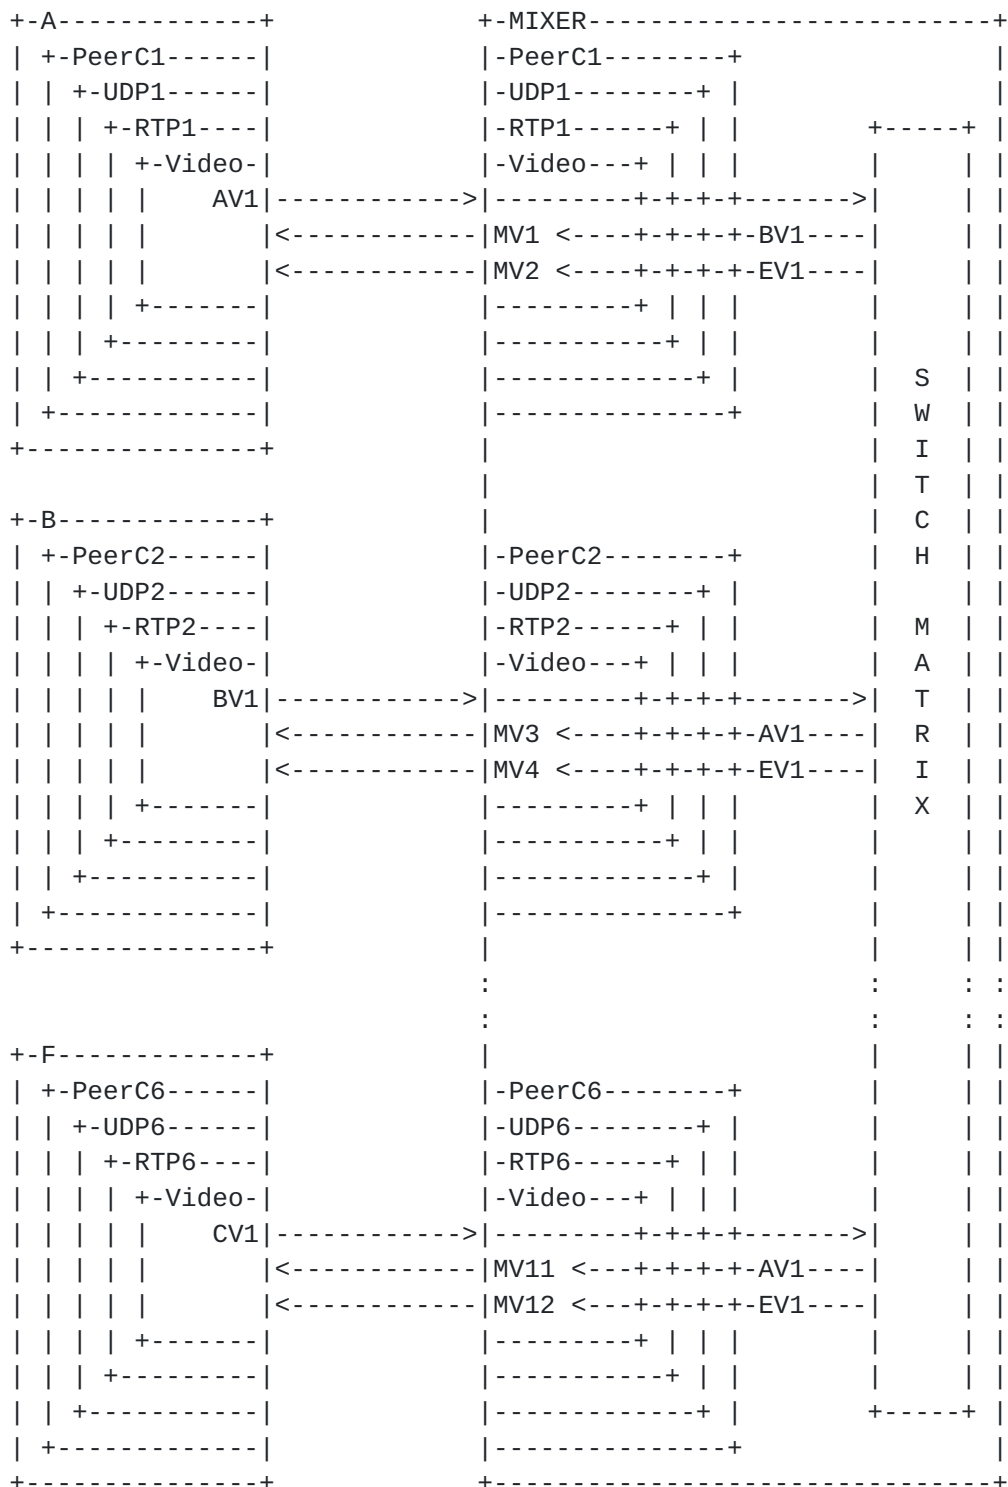 +-A-------------+             +-MIXER--------------------------+
| +-PeerC1------|             |-PeerC1--------+                |
| | +-UDP1------|             |-UDP1--------+ |                |
| | | +-RTP1----|             |-RTP1------+ | |        +-----+ |
| | | | +-Video-|             |-Video---+ | | |        |     | |
| | | | |    AV1|------------>|---------+-+-+-+------->|     | |
| | | | |       |<------------|MV1 <----+-+-+-+-BV1----|     | |
| | | | |       |<------------|MV2 <----+-+-+-+-EV1----|     | |
| | | | +-------|             |---------+ | | |        |     | |
| | | +---------|             |-----------+ | |        |     | |
| | +-----------|             |-------------+ |        |  S  | |
| +-------------|             |---------------+        |  W  | |
+---------------+             |                        |  I  | |
                              |                        |  T  | |
+-B-------------+             |                        |  C  | |
| +-PeerC2------|             |-PeerC2--------+        |  H  | |
| | +-UDP2------|             |-UDP2--------+ |        |     | |
| | | +-RTP2----|             |-RTP2------+ | |        |  M  | |
| | | | +-Video-|             |-Video---+ | | |        |  A  | |
| | | | |    BV1|------------>|---------+-+-+-+------->|  T  | |
| | | | |       |<------------|MV3 <----+-+-+-+-AV1----|  R  | |
| | | | |       |<------------|MV4 <----+-+-+-+-EV1----|  I  | |
| | | | +-------|             |---------+ | | |        |  X  | |
| | | +---------|             |-----------+ | |        |     | |
| | +-----------|             |-------------+ |        |     | |
| +-------------|             |---------------+        |     | |
+---------------+             |                        |     | |
                              :                        :     : :
                              :                        :     : :
+-F-------------+             |                        |     | |
| +-PeerC6------|             |-PeerC6--------+        |     | |
| | +-UDP6------|             |-UDP6--------+ |        |     | |
| | | +-RTP6----|             |-RTP6------+ | |        |     | |
| | | | +-Video-|             |-Video---+ | | |        |     | |
| | | | |    CV1|------------>|---------+-+-+-+------->|     | |
| | | | |       |<------------|MV11 <---+-+-+-+-AV1----|     | |
| | | | |       |<------------|MV12 <---+-+-+-+-EV1----|     | |
| | | | +-------|             |---------+ | | |        |     | |
| | | +---------|             |-----------+ | |        |     | |
| | +-----------|             |-------------+ |        +-----+ |
| +-------------|             |---------------+                |
+---------------+             +--------------------------------+